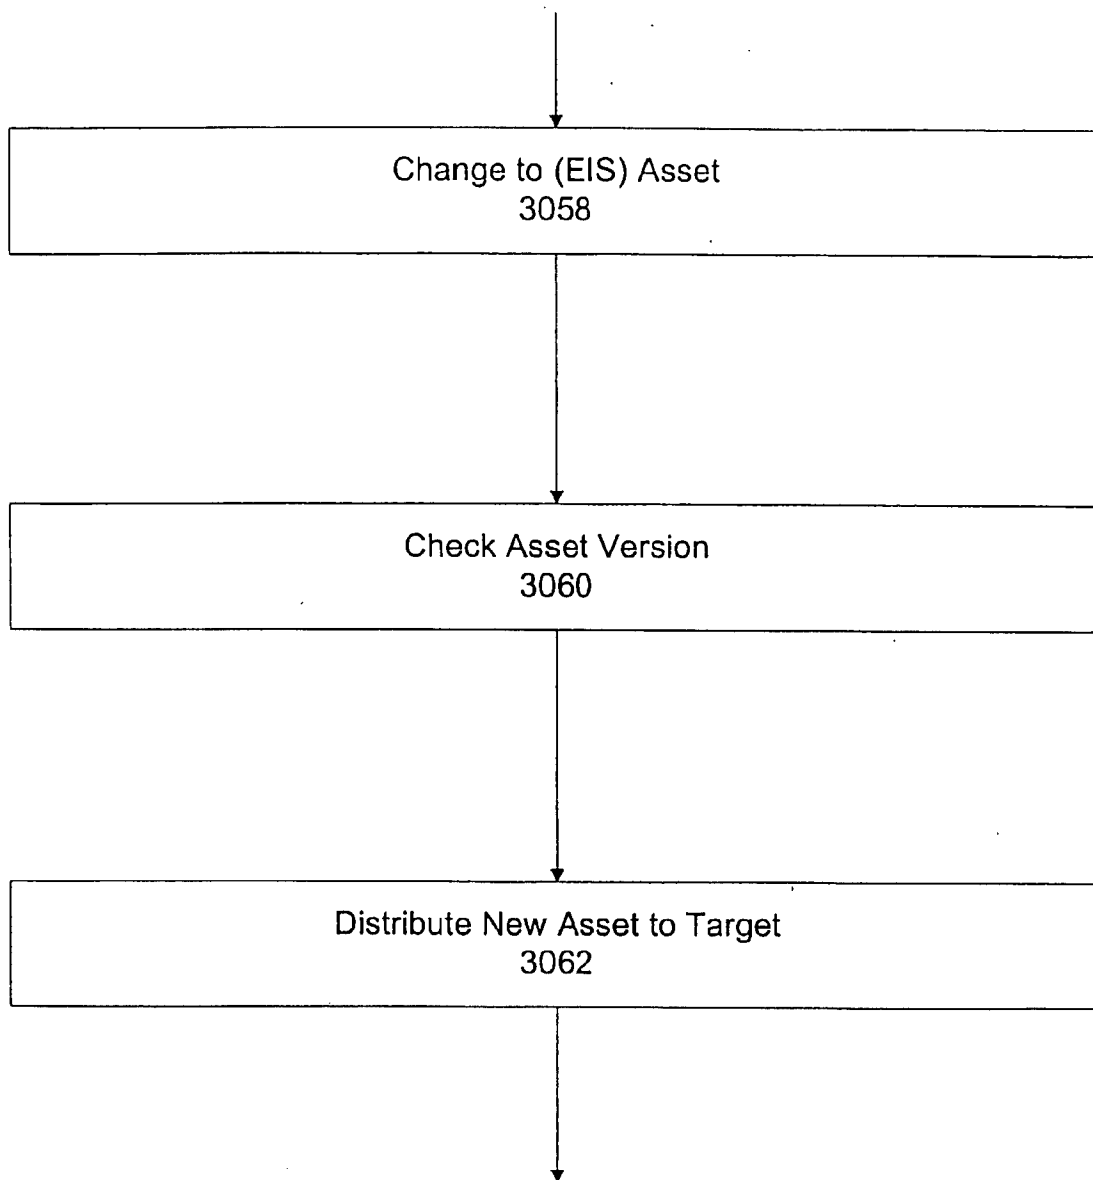 Change to (EIS) Asset
3058
Check Asset Version
3060
Distribute New Asset to Target
3062